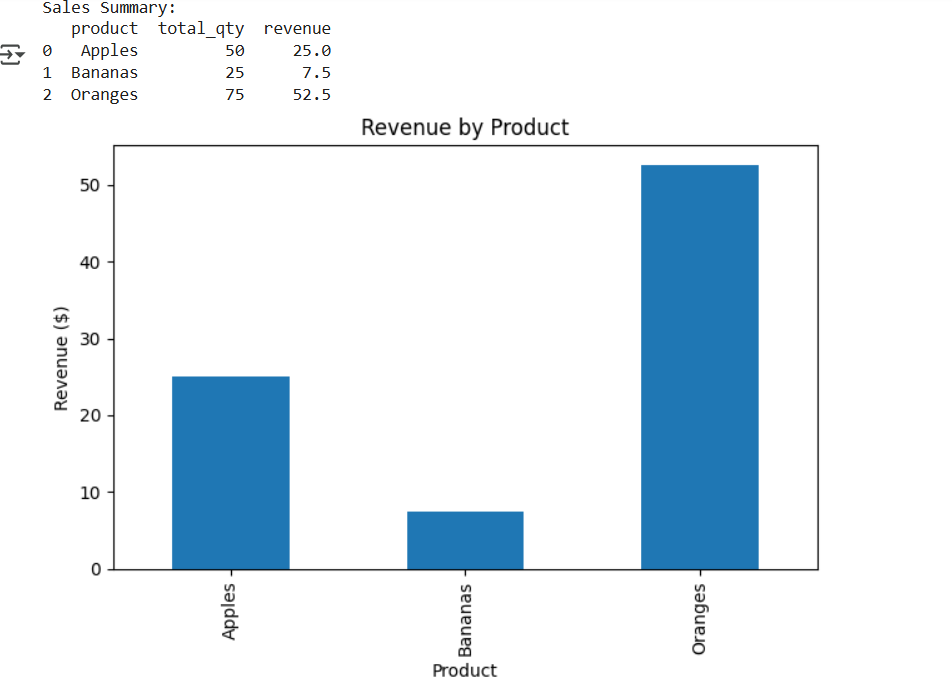 Sales Summary:
product total_qty revenue
0 Apples 50 25.0
1 Bananas 25 7.5
2 Oranges 75 52.5
Revenue by Product
Revenue ($)
50
40
30
20
10
0
Apples
Bananas
Oranges
Product